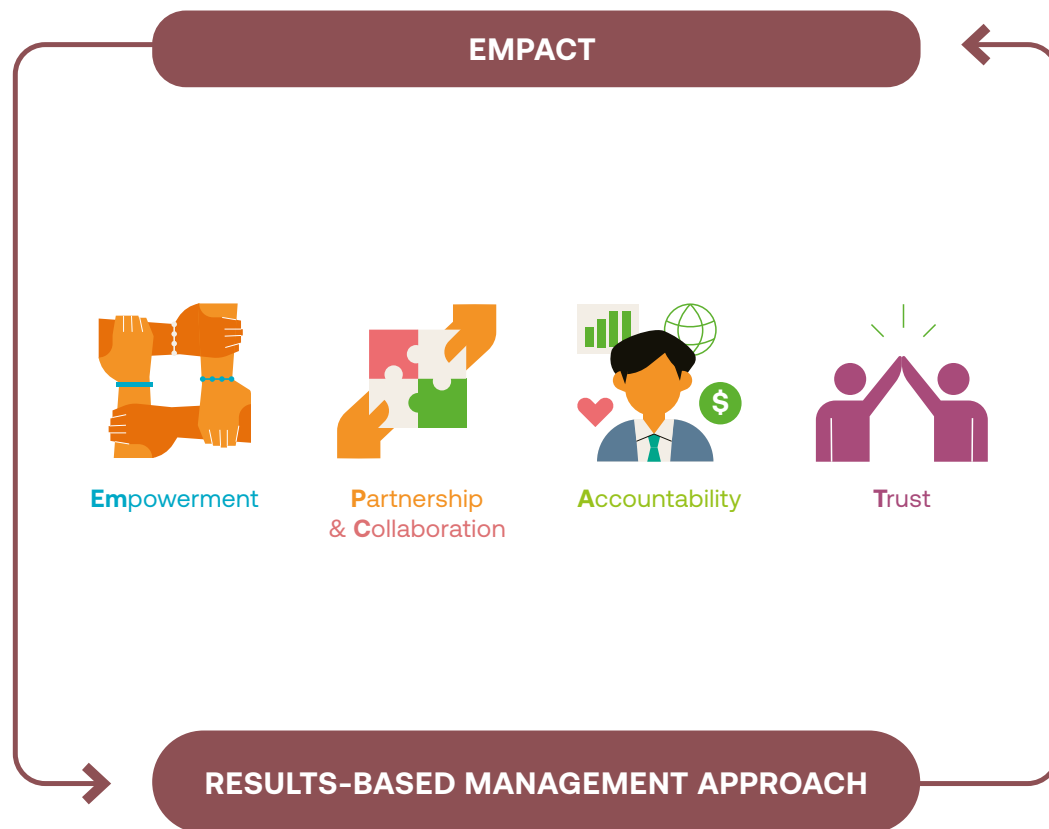 EMPACT
$
Empowerment
Partnership
& Collaboration
Accountability
Trust
RESULTS-BASED MANAGEMENT APPROACH